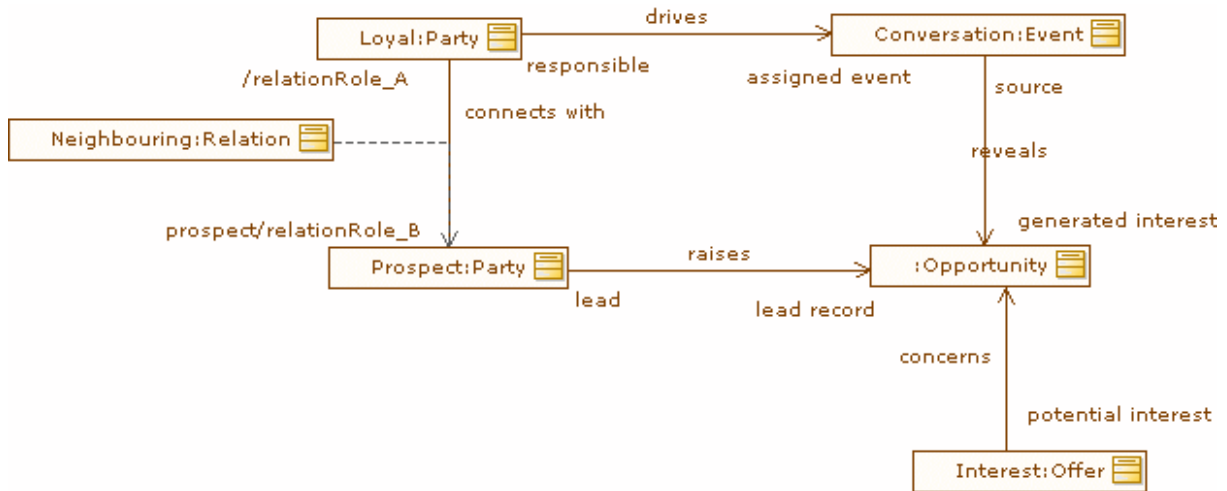 drives
Loyal:Party
Conversation:Event
responsible
assigned event
/relationRole_A
source
connects with
Neighbouring:Relation
reveals
prospect/relationRole_B
generated interest
raises
Prospect:Party
:Opportunity
lead
lead record
concerns
potential interest
Interest:Offer